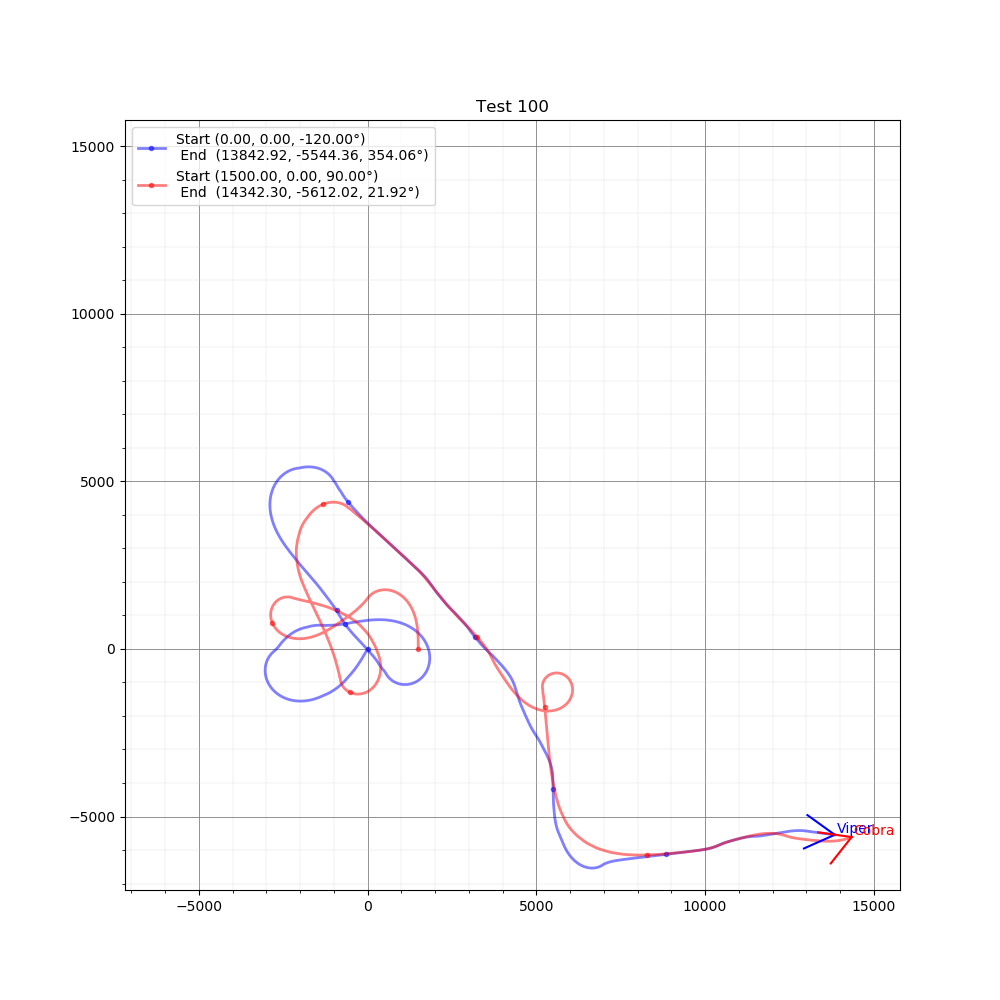 Test 100
Start (0.00, 0.00, -120.00°)
End (13842.92, -5544.36, 354.06°)
Start (1500.00, 0.00, 90.00°)
End (14342.30, -5612.02, 21.92°)
15000
10000
5000
0
−5000
Viper
Cobra
−5000
0
5000
10000
15000